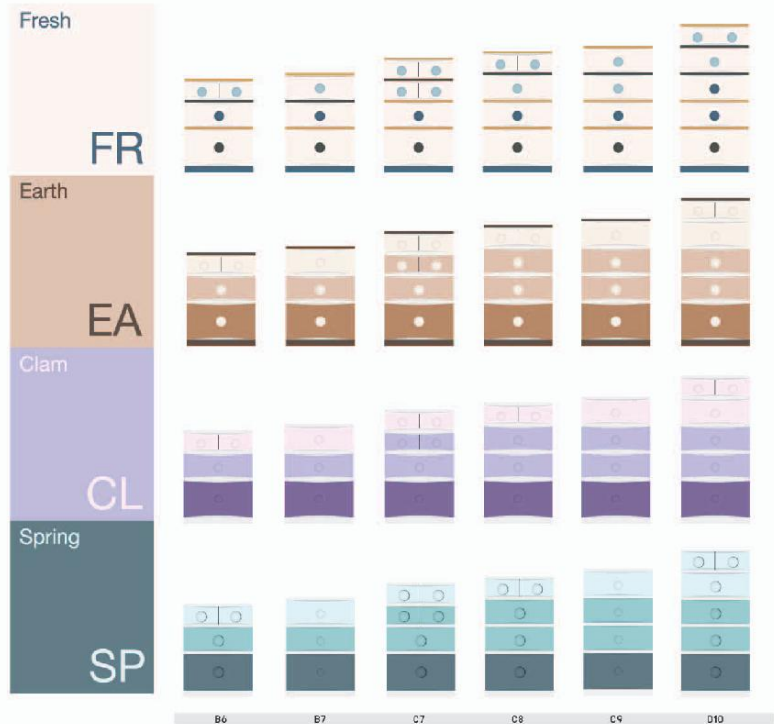 Fresh
FR
Earth
EA
Clam
CL
Spring
SP
B6 B7 C7 C8 C9 D10